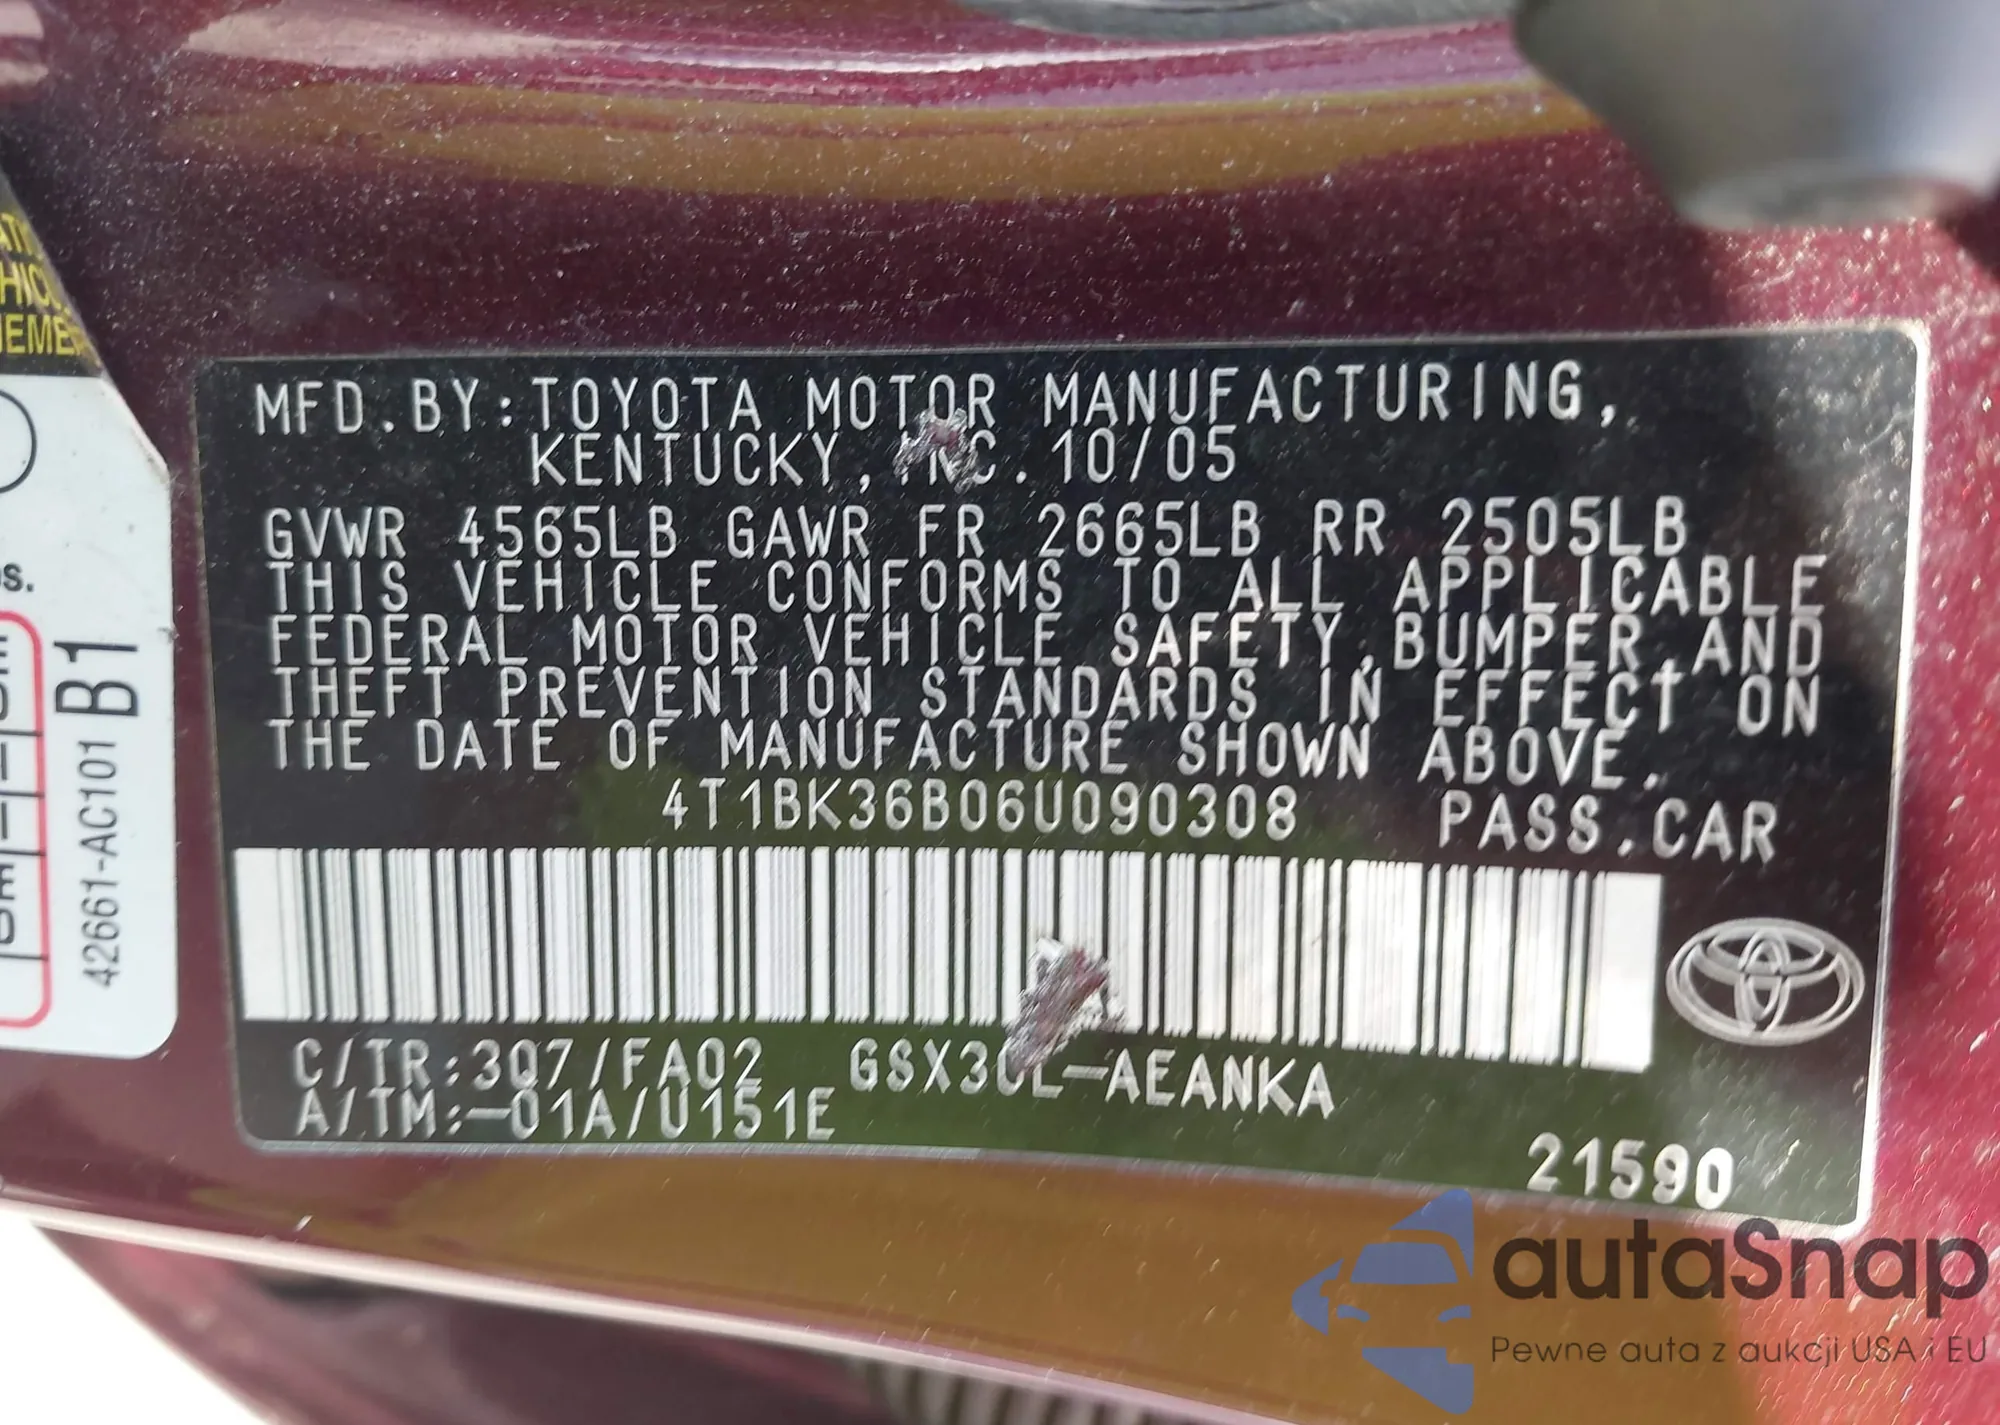 MFD.BY:TOYOTA MOTOR MANUFACTURING,
KENTUCKY, INC. 10/05
GVWR 4565LB GAWR FR 2665LB RR 2505LB
THIS VEHICLE CONFORMS TO ALL APPLICABLE
FEDERAL MOTOR VEHICLE SAFETY,BUMPER,AND
THEFT PREVENTION STANDARDS IN EFFECT ON
THE DATE OF MANUFACTURE SHOWN ABOVE.
4T1BK36B06U090308 PASS.CAR
C/TR:3Q7/FA02 GSX30L-AEANKA
A/TM:-01A/U151E
21590
42661-AC101 B1
autaSnap
Pewne auta z aukcji USA i EU